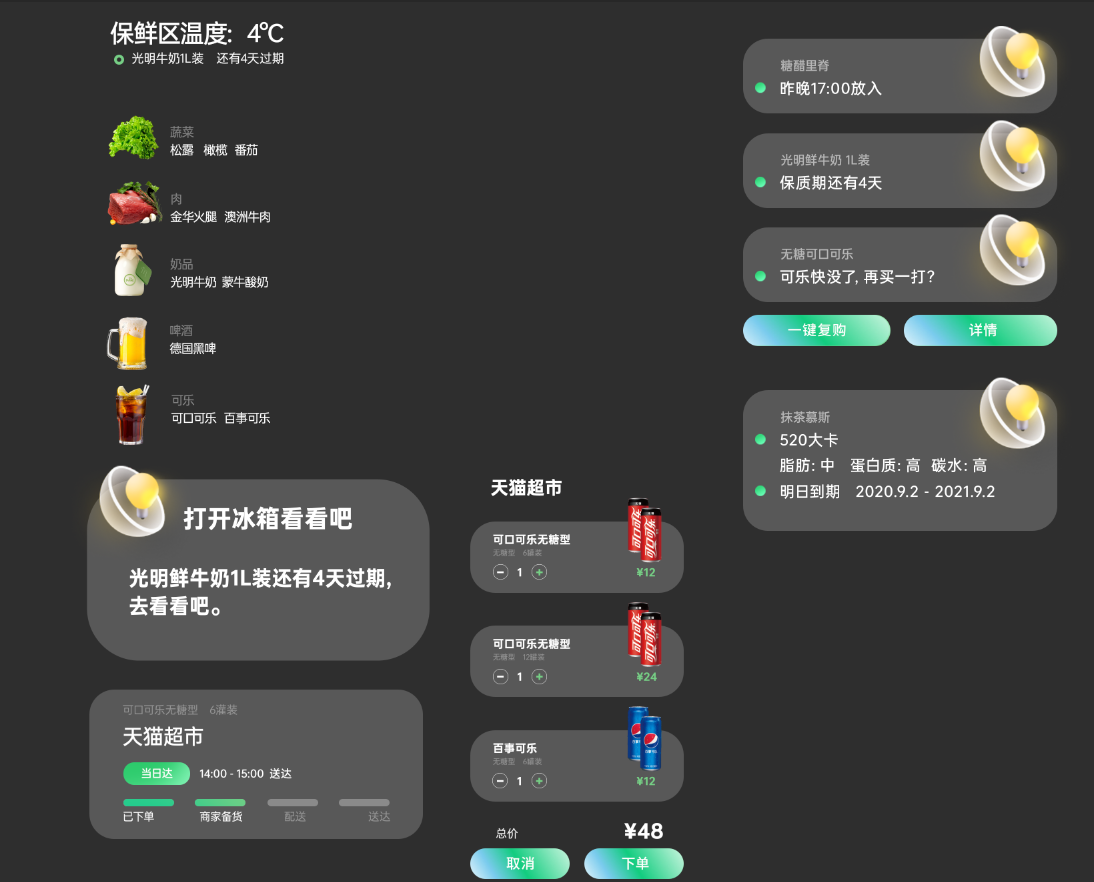 保鲜区温度: 4℃
光明牛奶1L装 还有4天过期
蔬菜
松露 橄榄 番茄
肉
金华火腿 澳洲牛肉
奶品
光明牛奶 蒙牛酸奶
啤酒
德国黑啤
可乐
可口可乐 百事可乐
打开冰箱看看吧
光明鲜牛奶1L装还有4天过期,
去看看吧。
可口可乐无糖型 6灌装
天猫超市
当日达 14:00 - 15:00 送达
已下单 商家备货 配送 送达
天猫超市
可口可乐无糖型
无糖型 6罐装
1
¥12
可口可乐无糖型
无糖型 12罐装
1
¥24
百事可乐
无糖型 6罐装
1
¥12
总价 ¥48
取消 下单
糖醋里脊
昨晚17:00放入
光明鲜牛奶 1L装
保质期还有4天
无糖可口可乐
可乐快没了, 再买一打?
一键复购 详情
抹茶慕斯
520大卡
脂肪: 中 蛋白质: 高 碳水: 高
明日到期 2020.9.2 - 2021.9.2